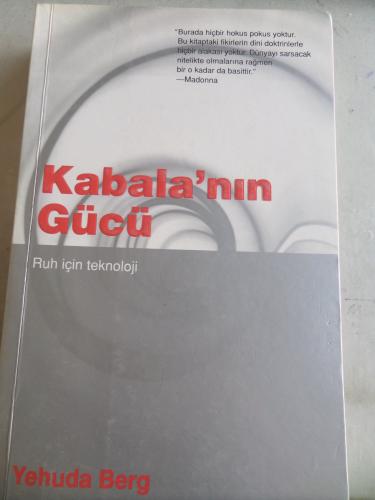 "Burada hiçbir hokus pokus yoktur.
Bu kitaptaki fikirlerin dini doktrinlerle
hiçbir alakası yoktur. Dünyayı sarsacak
nitelikte olmalarına rağmen
bir o kadar da basittir."
—Madonna
Kabala'nın
Gücü
Ruh için teknoloji
Yehuda Berg